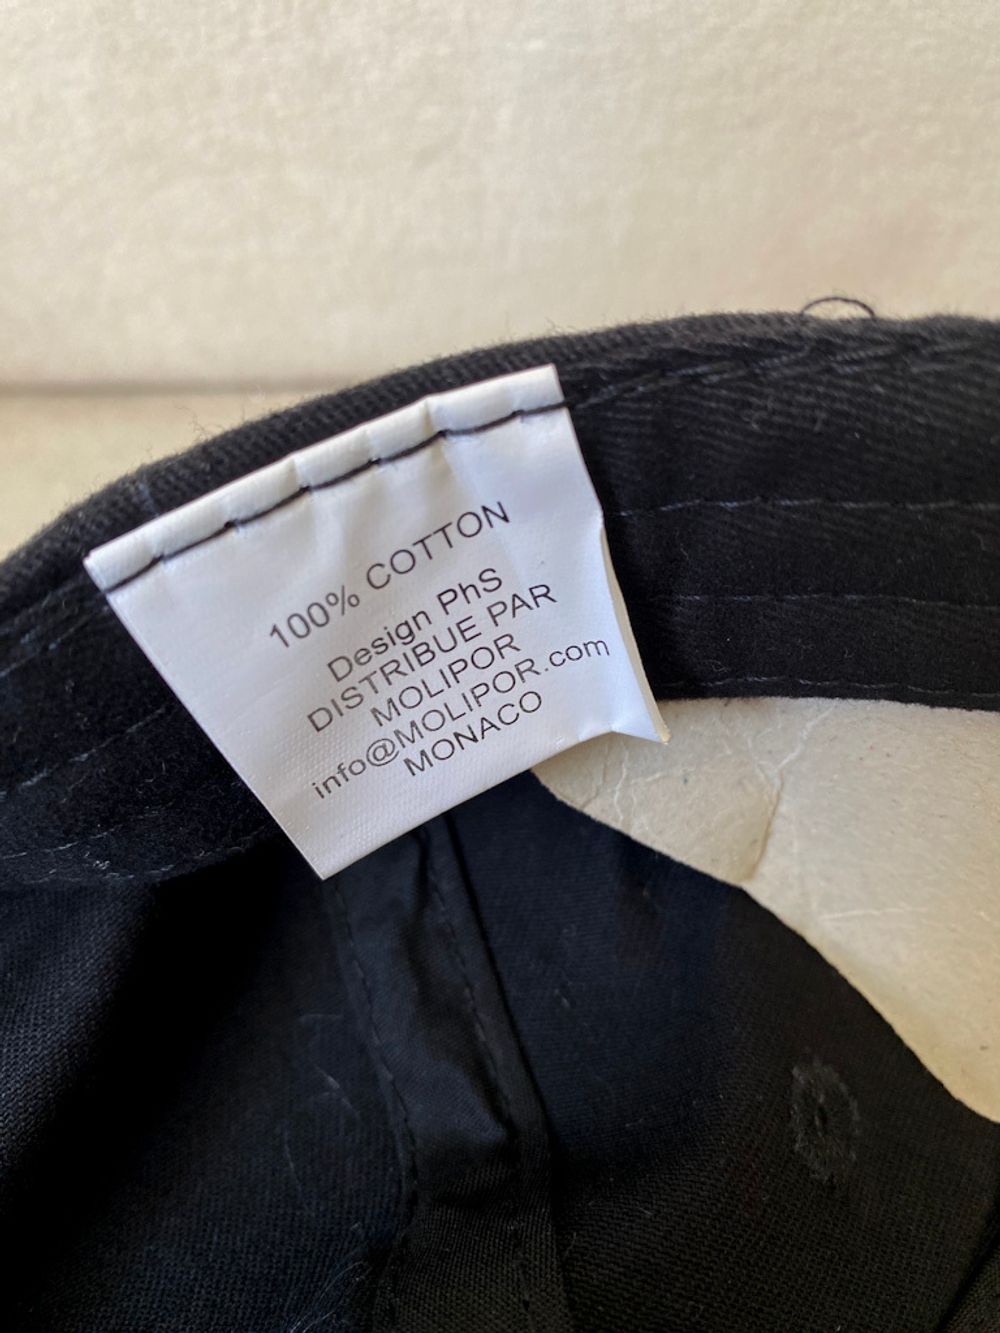 100% COTTON
Design PhS
DISTRIBUE PAR
MOLIPOR
info@MOLIPOR.com
MONACO